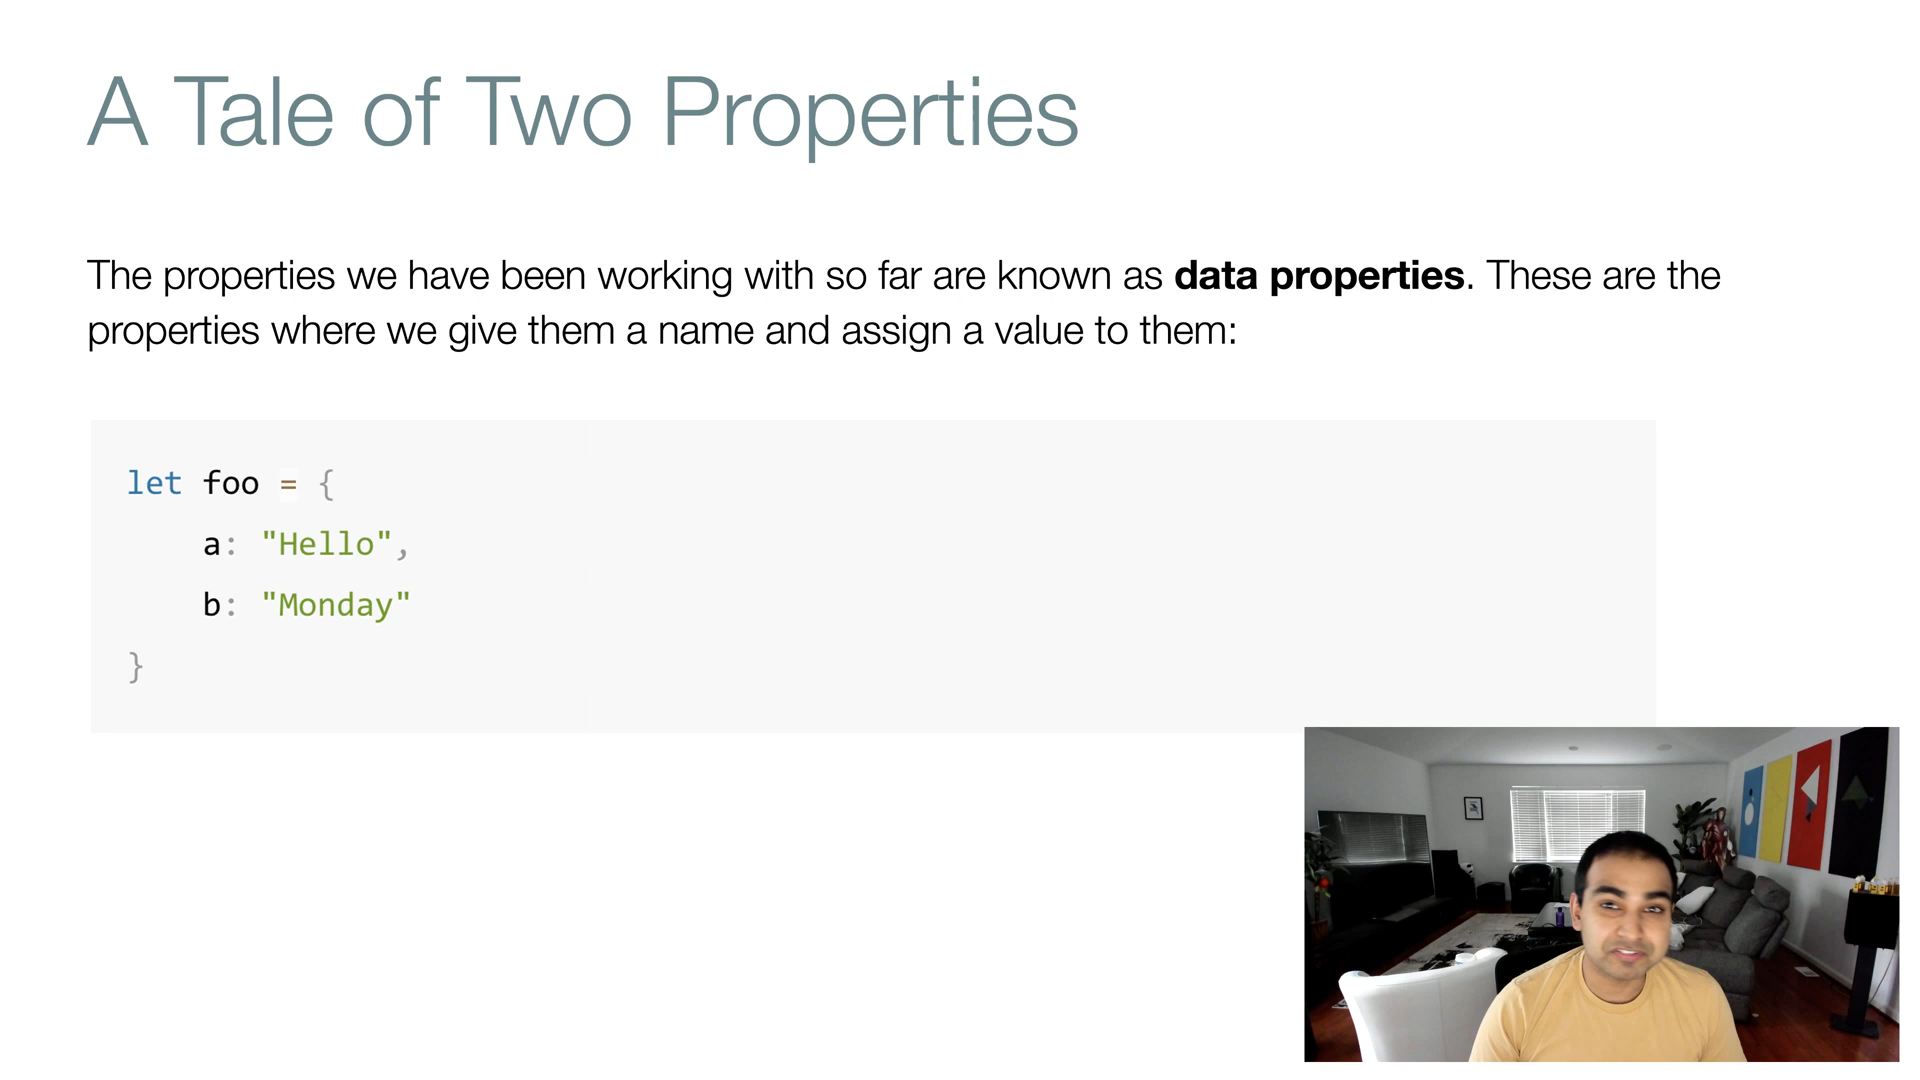 A Tale of Two Properties
The properties we have been working with so far are known as data properties. These are the
properties where we give them a name and assign a value to them:
let foo = {
    a: "Hello",
    b: "Monday"
}